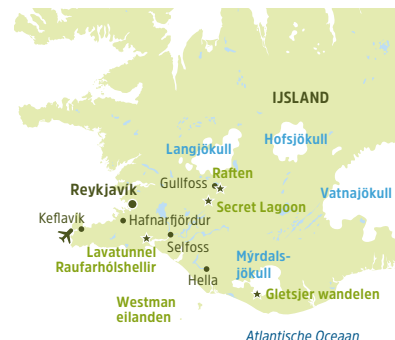 IJSLAND
Hofsjökull
Langjökull
Raften
Gullfoss
Vatnajökull
Reykjavík
Secret Lagoon
Keflavík
Hafnarfjördur
Lavatunnel
Raufarhólshellir
Selfoss
Mýrdals-
jökull
Hella
Gletsjer wandelen
Westman
eilanden
Atlantische Oceaan